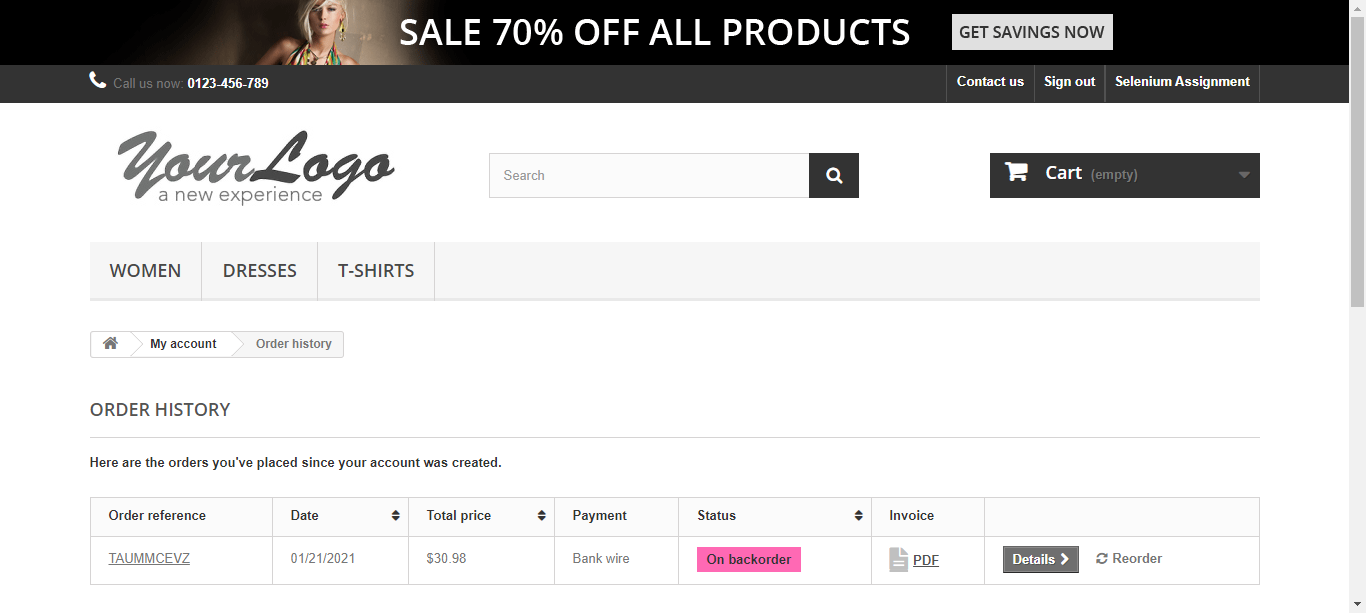 SALE 70% OFF ALL PRODUCTS GET SAVINGS NOW
Call us now: 0123-456-789 Contact us Sign out Selenium Assignment
YourLogo
a new experience
Search
Cart (empty)
WOMEN DRESSES T-SHIRTS
My account Order history
ORDER HISTORY
Here are the orders you've placed since your account was created.
Order reference Date Total price Payment Status Invoice
TAUMMCEVZ 01/21/2021 $30.98 Bank wire On backorder PDF Details Reorder